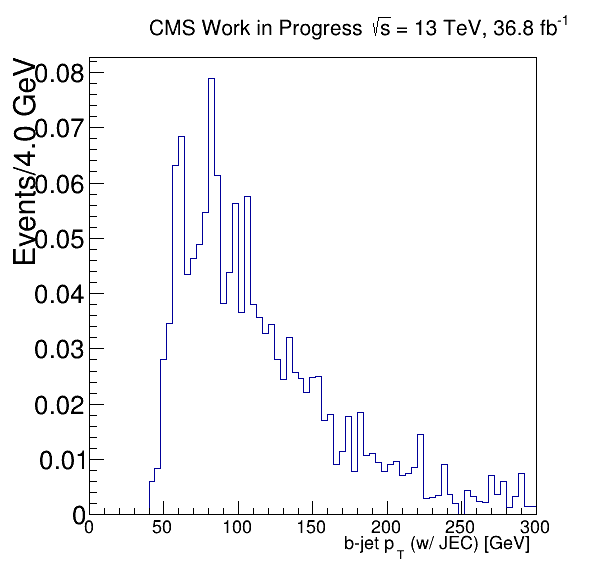 CMS Work in Progress √s = 13 TeV, 36.8 fb⁻¹
Events/4.0 GeV
0.08
0.07
0.06
0.05
0.04
0.03
0.02
0.01
0
0 50 100 150 200 250 300
b-jet p_T (w/ JEC) [GeV]